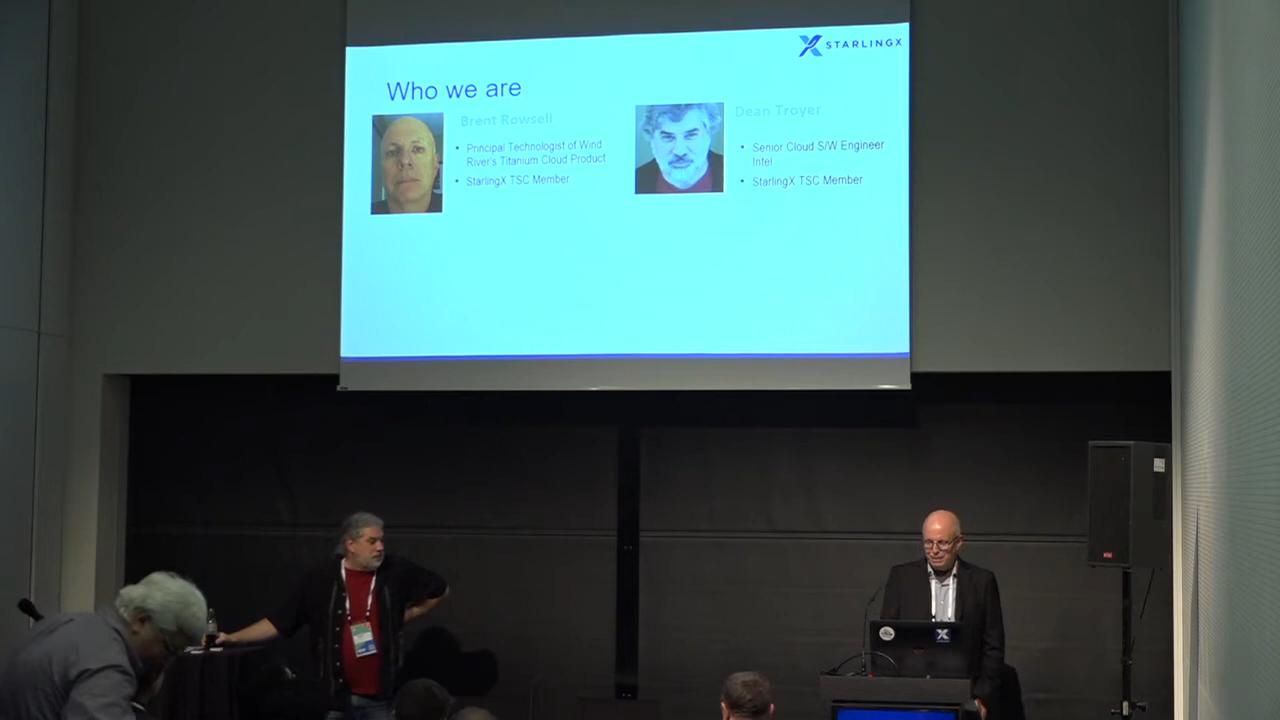 STARLINGX
Who we are
Brent Rowsell
• Principal Technologist of Wind
River's Titanium Cloud Product
• StarlingX TSC Member
Dean Troyer
• Senior Cloud S/W Engineer
Intel
• StarlingX TSC Member